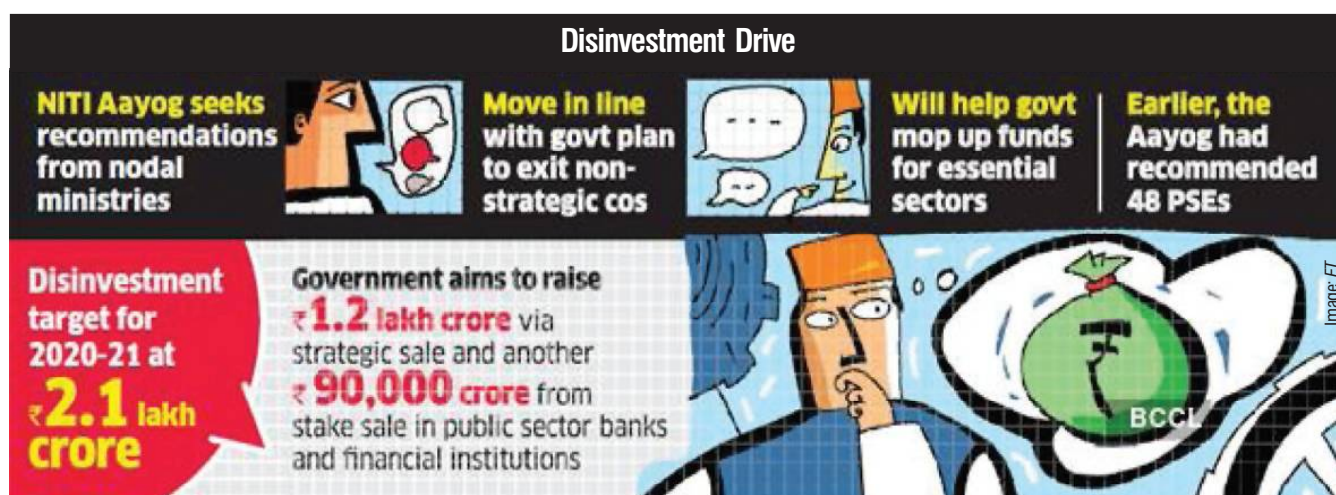 Disinvestment Drive
NITI Aayog seeks
recommendations
from nodal
ministries
Move in line
with govt plan
to exit non-
strategic cos
Will help govt
mop up funds
for essential
sectors
Earlier, the
Aayog had
recommended
48 PSEs
Disinvestment
target for
2020-21 at
₹2.1 lakh
crore
Government aims to raise
₹1.2 lakh crore via
strategic sale and another
₹90,000 crore from
stake sale in public sector banks
and financial institutions
₹
BCCL
Image: ET